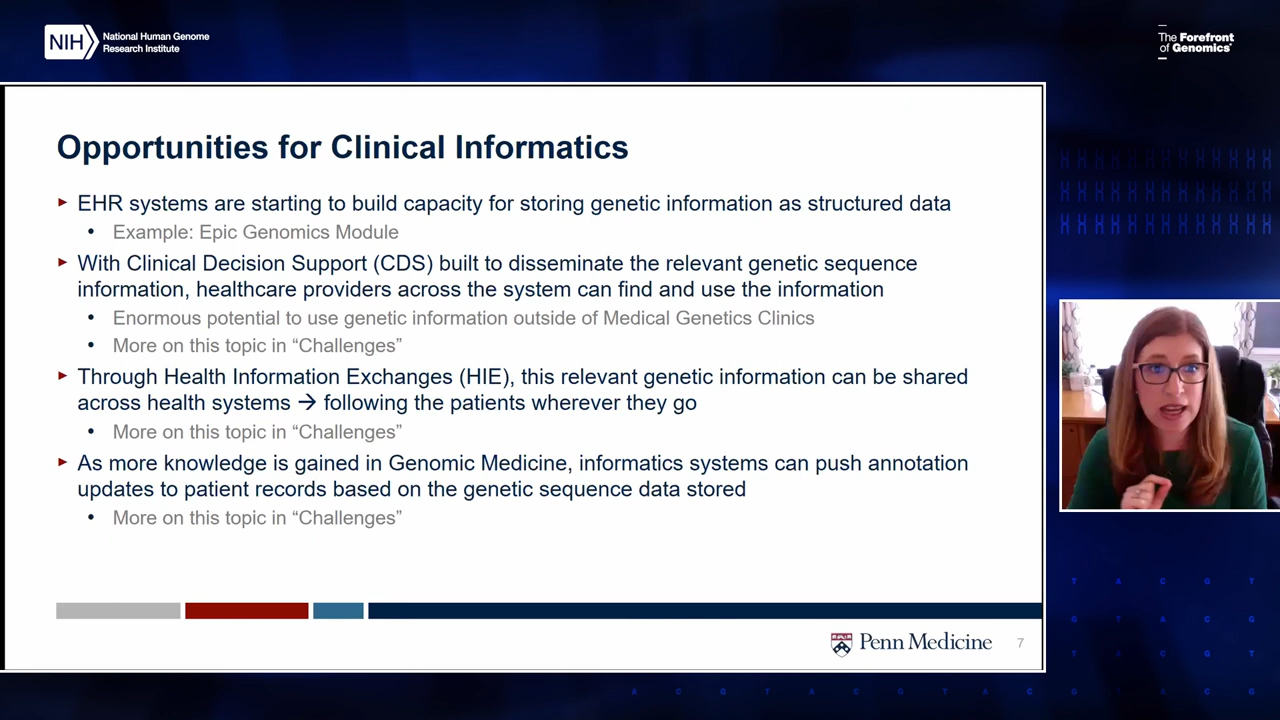 NIH
National Human Genome
Research Institute
The Forefront
of Genomics®
Opportunities for Clinical Informatics
EHR systems are starting to build capacity for storing genetic information as structured data
• Example: Epic Genomics Module
With Clinical Decision Support (CDS) built to disseminate the relevant genetic sequence
information, healthcare providers across the system can find and use the information
• Enormous potential to use genetic information outside of Medical Genetics Clinics
• More on this topic in “Challenges”
Through Health Information Exchanges (HIE), this relevant genetic information can be shared
across health systems → following the patients wherever they go
• More on this topic in “Challenges”
As more knowledge is gained in Genomic Medicine, informatics systems can push annotation
updates to patient records based on the genetic sequence data stored
• More on this topic in “Challenges”
Penn Medicine
7
T A C G T
G T A C G
T A C G T
A C G T A C G T A C G T A C G